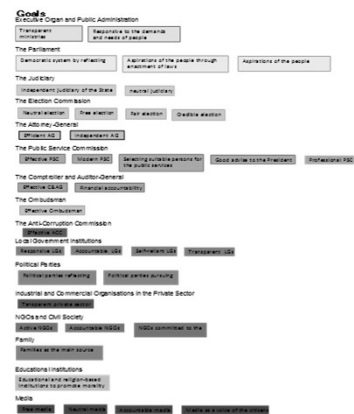 Goals
Executive Organ and Public Administration
Transparent ministries
Responsive to the demands and needs of people
The Parliament
Democratic system by reflecting
Aspirations of the people through enactment of laws
Aspirations of the people
The Judiciary
Independent judiciary of the State
neutral judiciary
The Election Commission
Neutral election
Free election
Fair election
Credible election
The Attorney-General
Efficient AG
Independent AG
The Public Service Commission
Effective PSC
Modern PSC
Selecting suitable persons for the public services
Good advise to the President
Professional PSC
The Comptroller and Auditor-General
Effective C&AG
Financial accountability
The Ombudsman
Effective Ombudsman
The Anti-Corruption Commission
Effective ACC
Local Government Institutions
Responsive LGs
Accountable LGs
Self-reliant LGs
Transparent LGs
Political Parties
Political parties reflecting
Political parties pursuing
Industrial and Commercial Organisations in the Private Sector
Transparent private sector
NGOs and Civil Society
Active NGOs
Accountable NGOs
NGOs committed to the
Family
Families as the main source
Educational Institutions
Educational and religion-based institutions to promote morality
Media
Free media
Neutral media
Accountable media
Media as a voice of the citizen